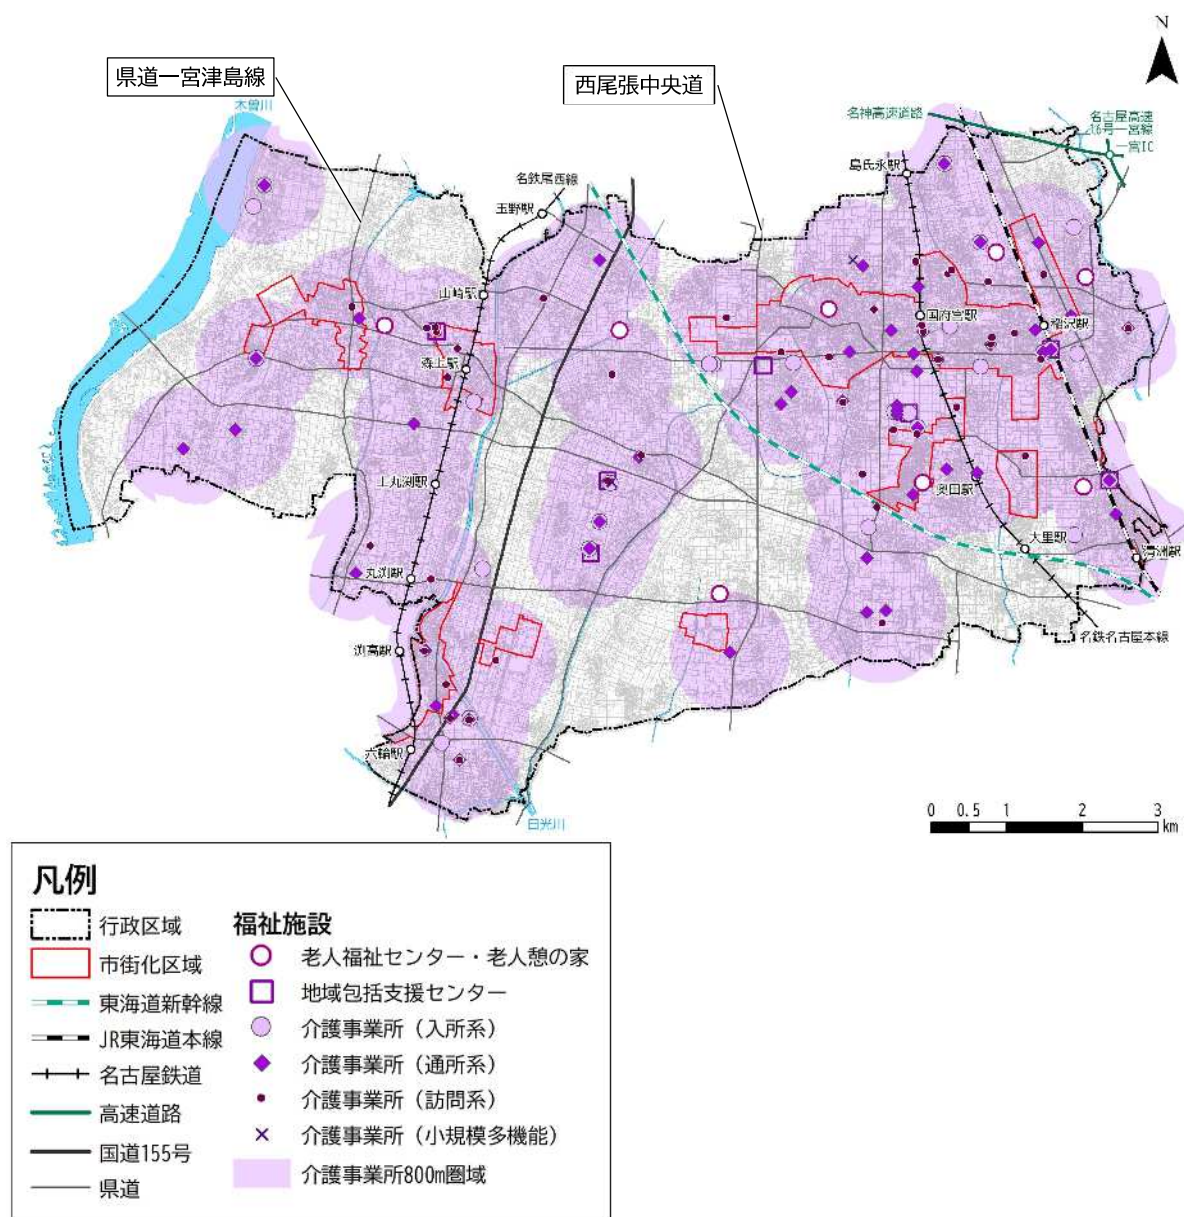 N
県道一宮津島線
西尾張中央道
木曽川
名神高速道路
名古屋高速
16号一宮線
一宮IC
島氏永駅
名鉄尾西線
玉野駅
山崎駅
国府宮駅
稲沢駅
森上駅
上丸渕駅
奥田駅
大里駅
清洲駅
丸渕駅
渕高駅
名鉄名古屋本線
六輪駅
日光川
0 0.5 1 2 3
km
凡例
行政区域
市街化区域
東海道新幹線
JR東海道本線
名古屋鉄道
高速道路
国道155号
県道
福祉施設
老人福祉センター・老人憩の家
地域包括支援センター
介護事業所（入所系）
介護事業所（通所系）
介護事業所（訪問系）
介護事業所（小規模多機能）
介護事業所800m圏域